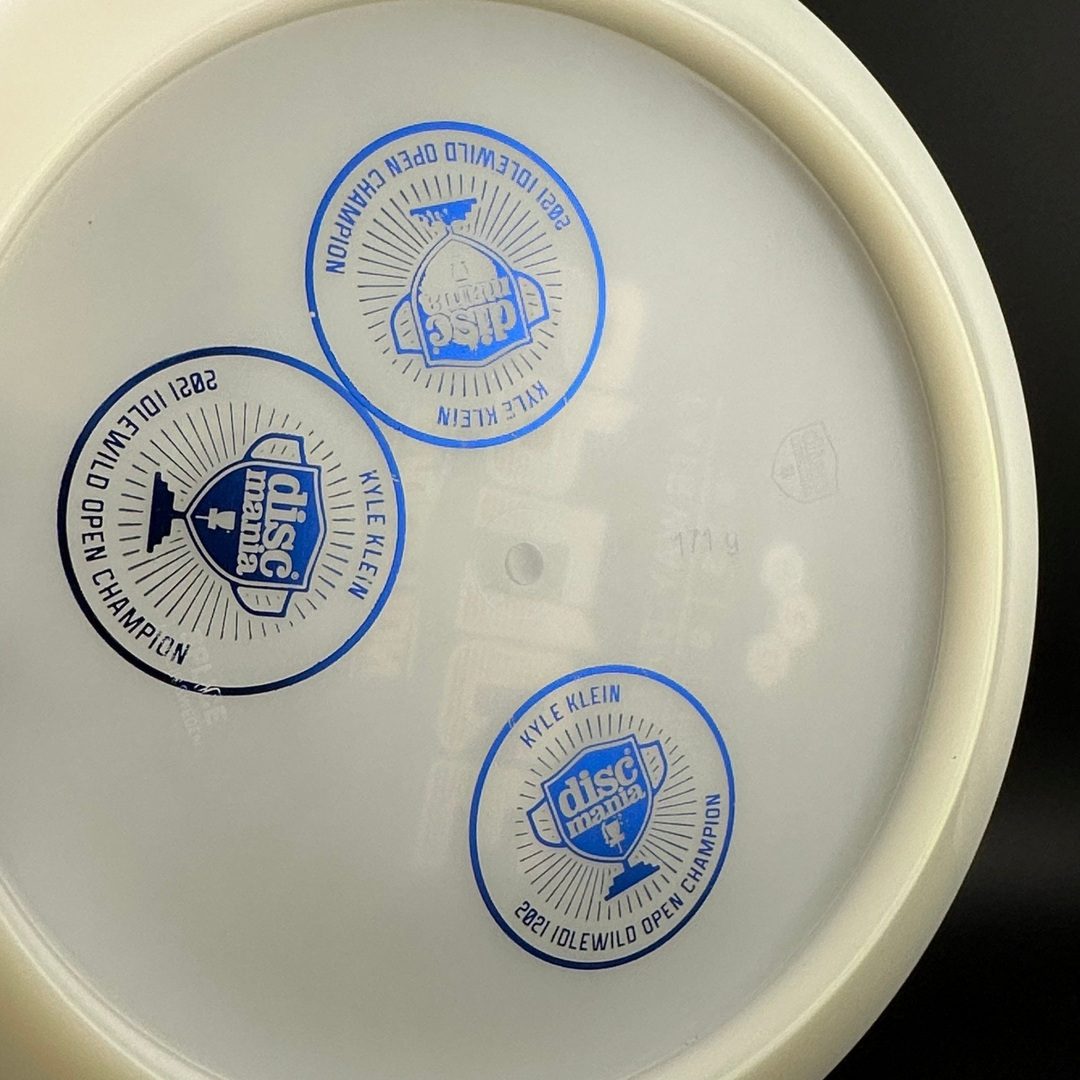 2021 IDLEWILD OPEN CHAMPION
disc
mania
KYLE KLEIN
KYLE KLEIN
disc
mania
2021 IDLEWILD OPEN CHAMPION
171 g
KYLE KLEIN
disc
mania
2021 IDLEWILD OPEN CHAMPION